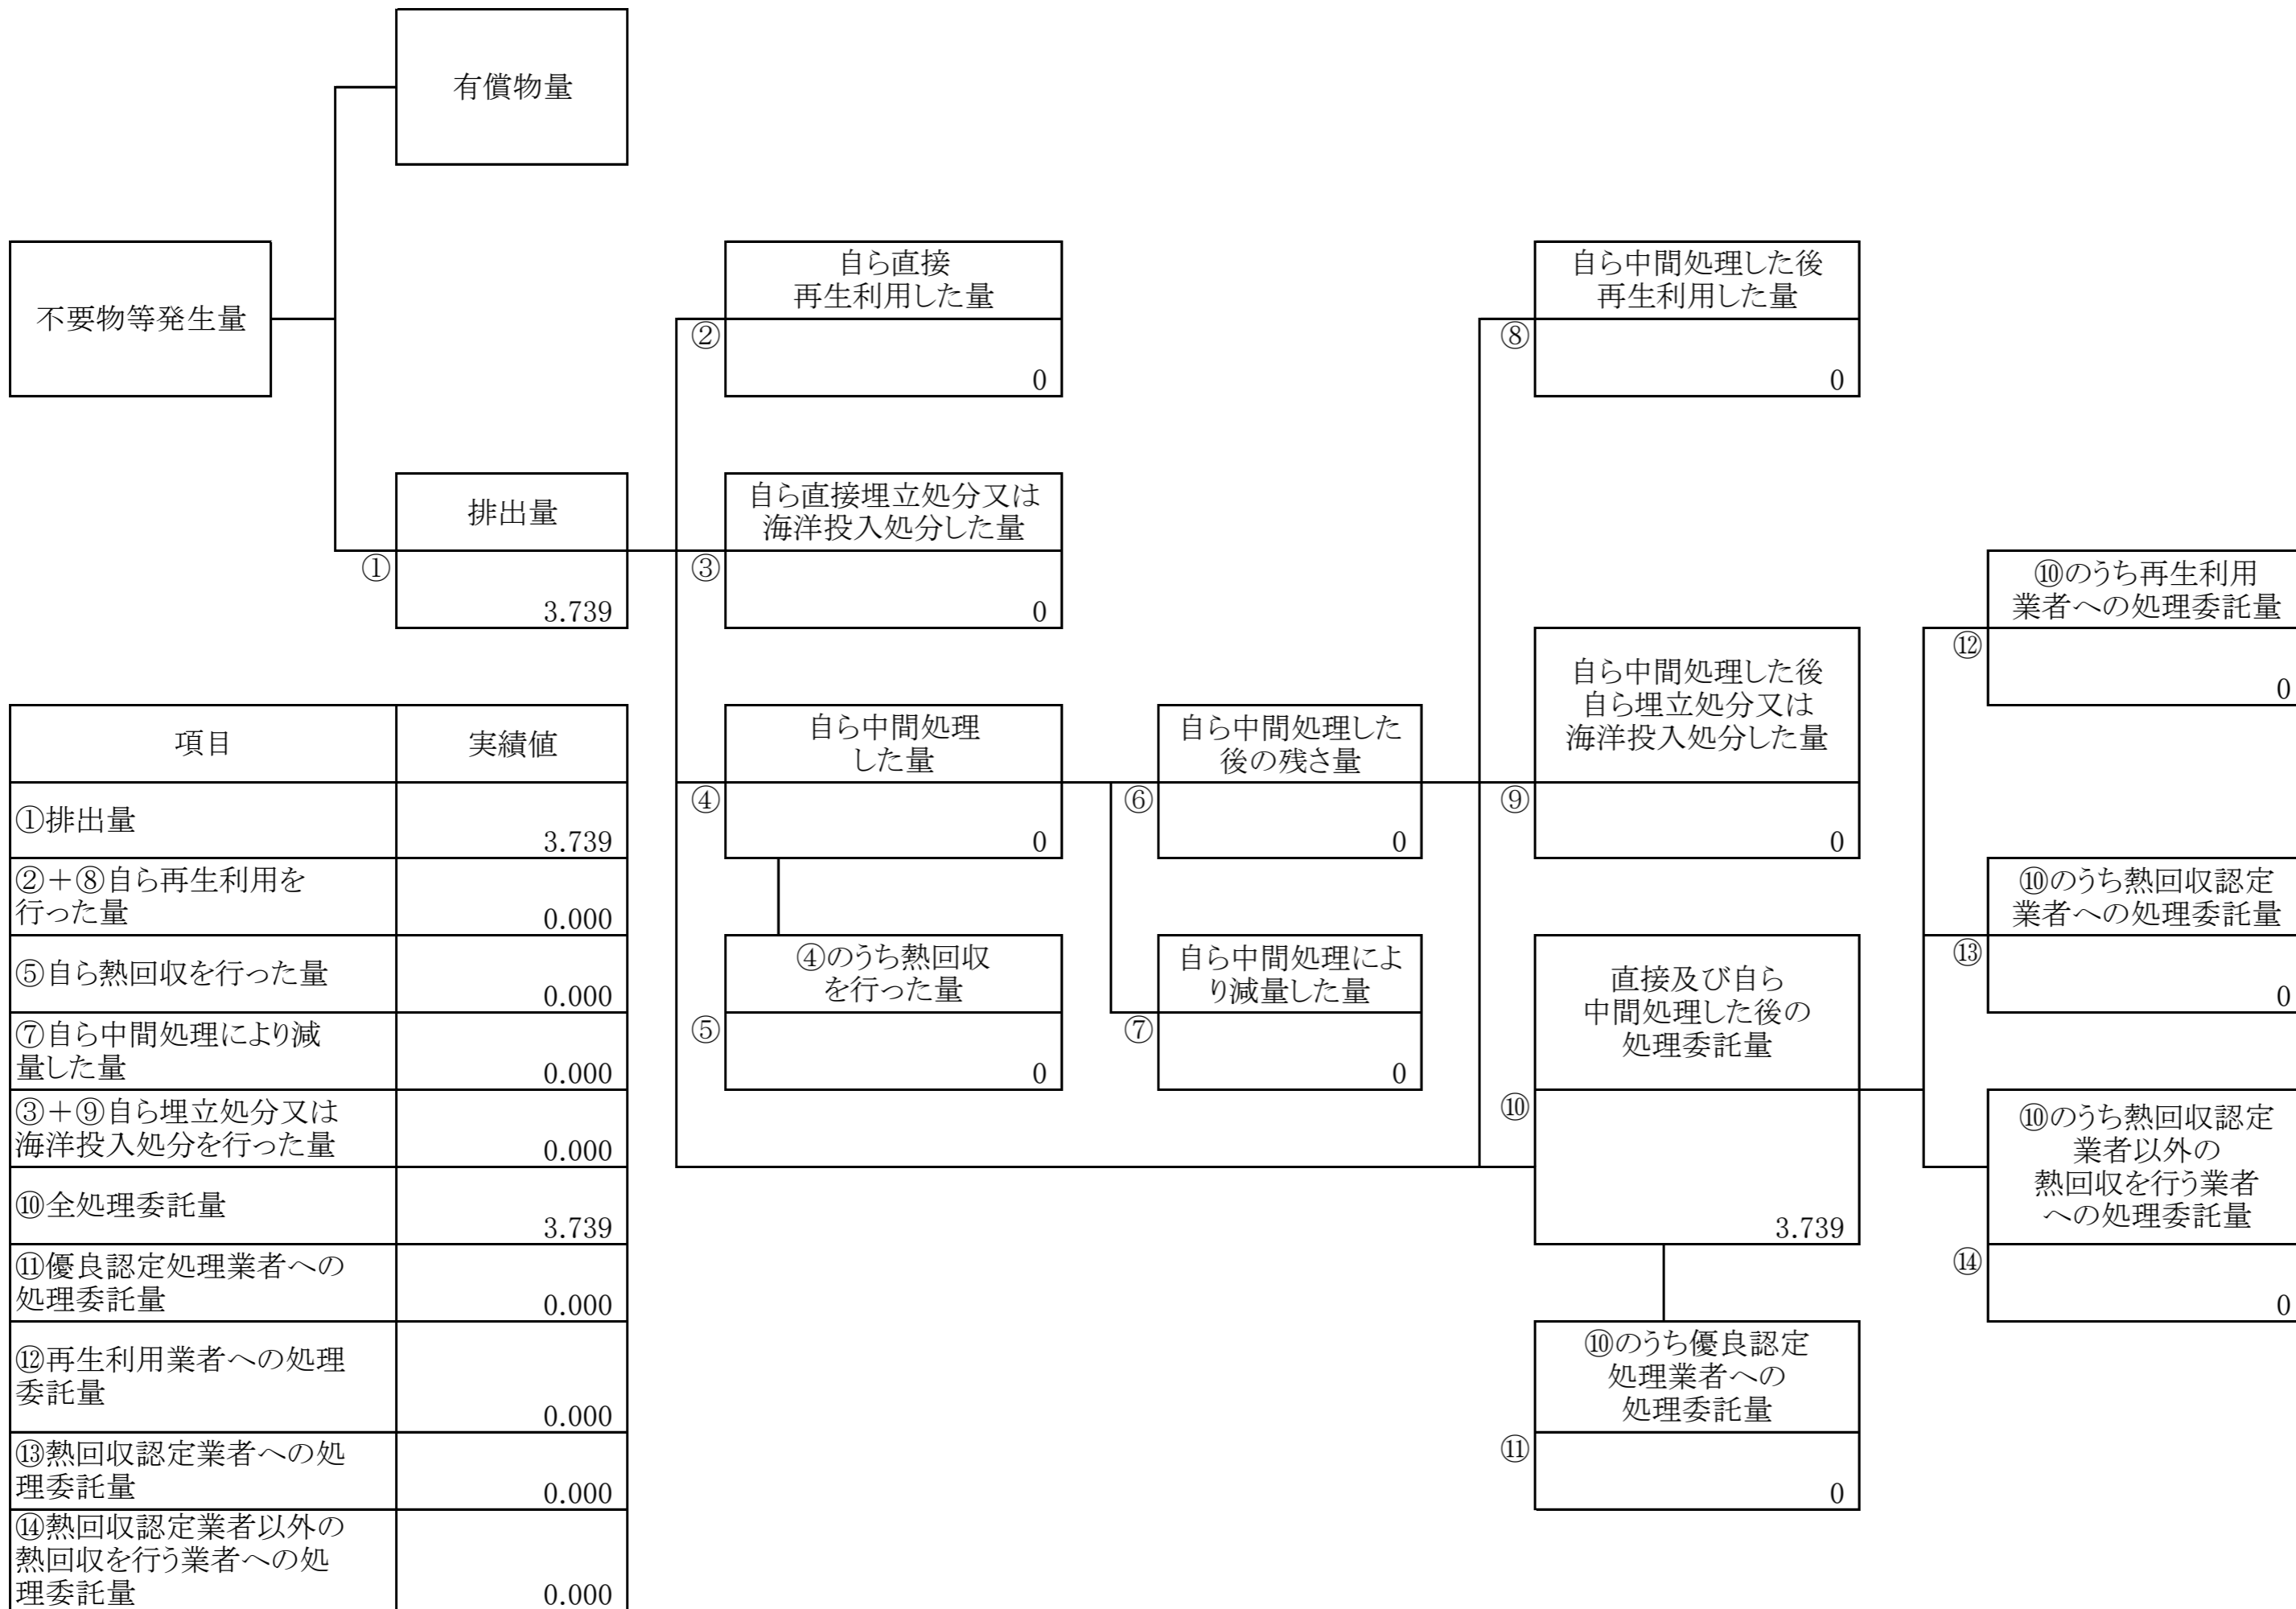 有償物量
不要物等発生量
自ら直接
再生利用した量
②
0
自ら中間処理した後
再生利用した量
⑧
0
排出量
①
3.739
自ら直接埋立処分又は
海洋投入処分した量
③
0
⑩のうち再生利用
業者への処理委託量
⑫
0
自ら中間処理した後
自ら埋立処分又は
海洋投入処分した量
⑨
0
自ら中間処理
した量
④
0
自ら中間処理した
後の残さ量
⑥
0
⑩のうち熱回収認定
業者への処理委託量
⑬
0
④のうち熱回収
を行った量
⑤
0
自ら中間処理によ
り減量した量
⑦
0
直接及び自ら
中間処理した後の
処理委託量
⑩
3.739
⑩のうち熱回収認定
業者以外の
熱回収を行う業者
への処理委託量
⑭
0
⑩のうち優良認定
処理業者への
処理委託量
⑪
0
項目 実績値
①排出量
3.739
②＋⑧自ら再生利用を
行った量
0.000
⑤自ら熱回収を行った量
0.000
⑦自ら中間処理により減
量した量
0.000
③＋⑨自ら埋立処分又は
海洋投入処分を行った量
0.000
⑩全処理委託量
3.739
⑪優良認定処理業者への
処理委託量
0.000
⑫再生利用業者への処理
委託量
0.000
⑬熱回収認定業者への処
理委託量
0.000
⑭熱回収認定業者以外の
熱回収を行う業者への処
理委託量
0.000